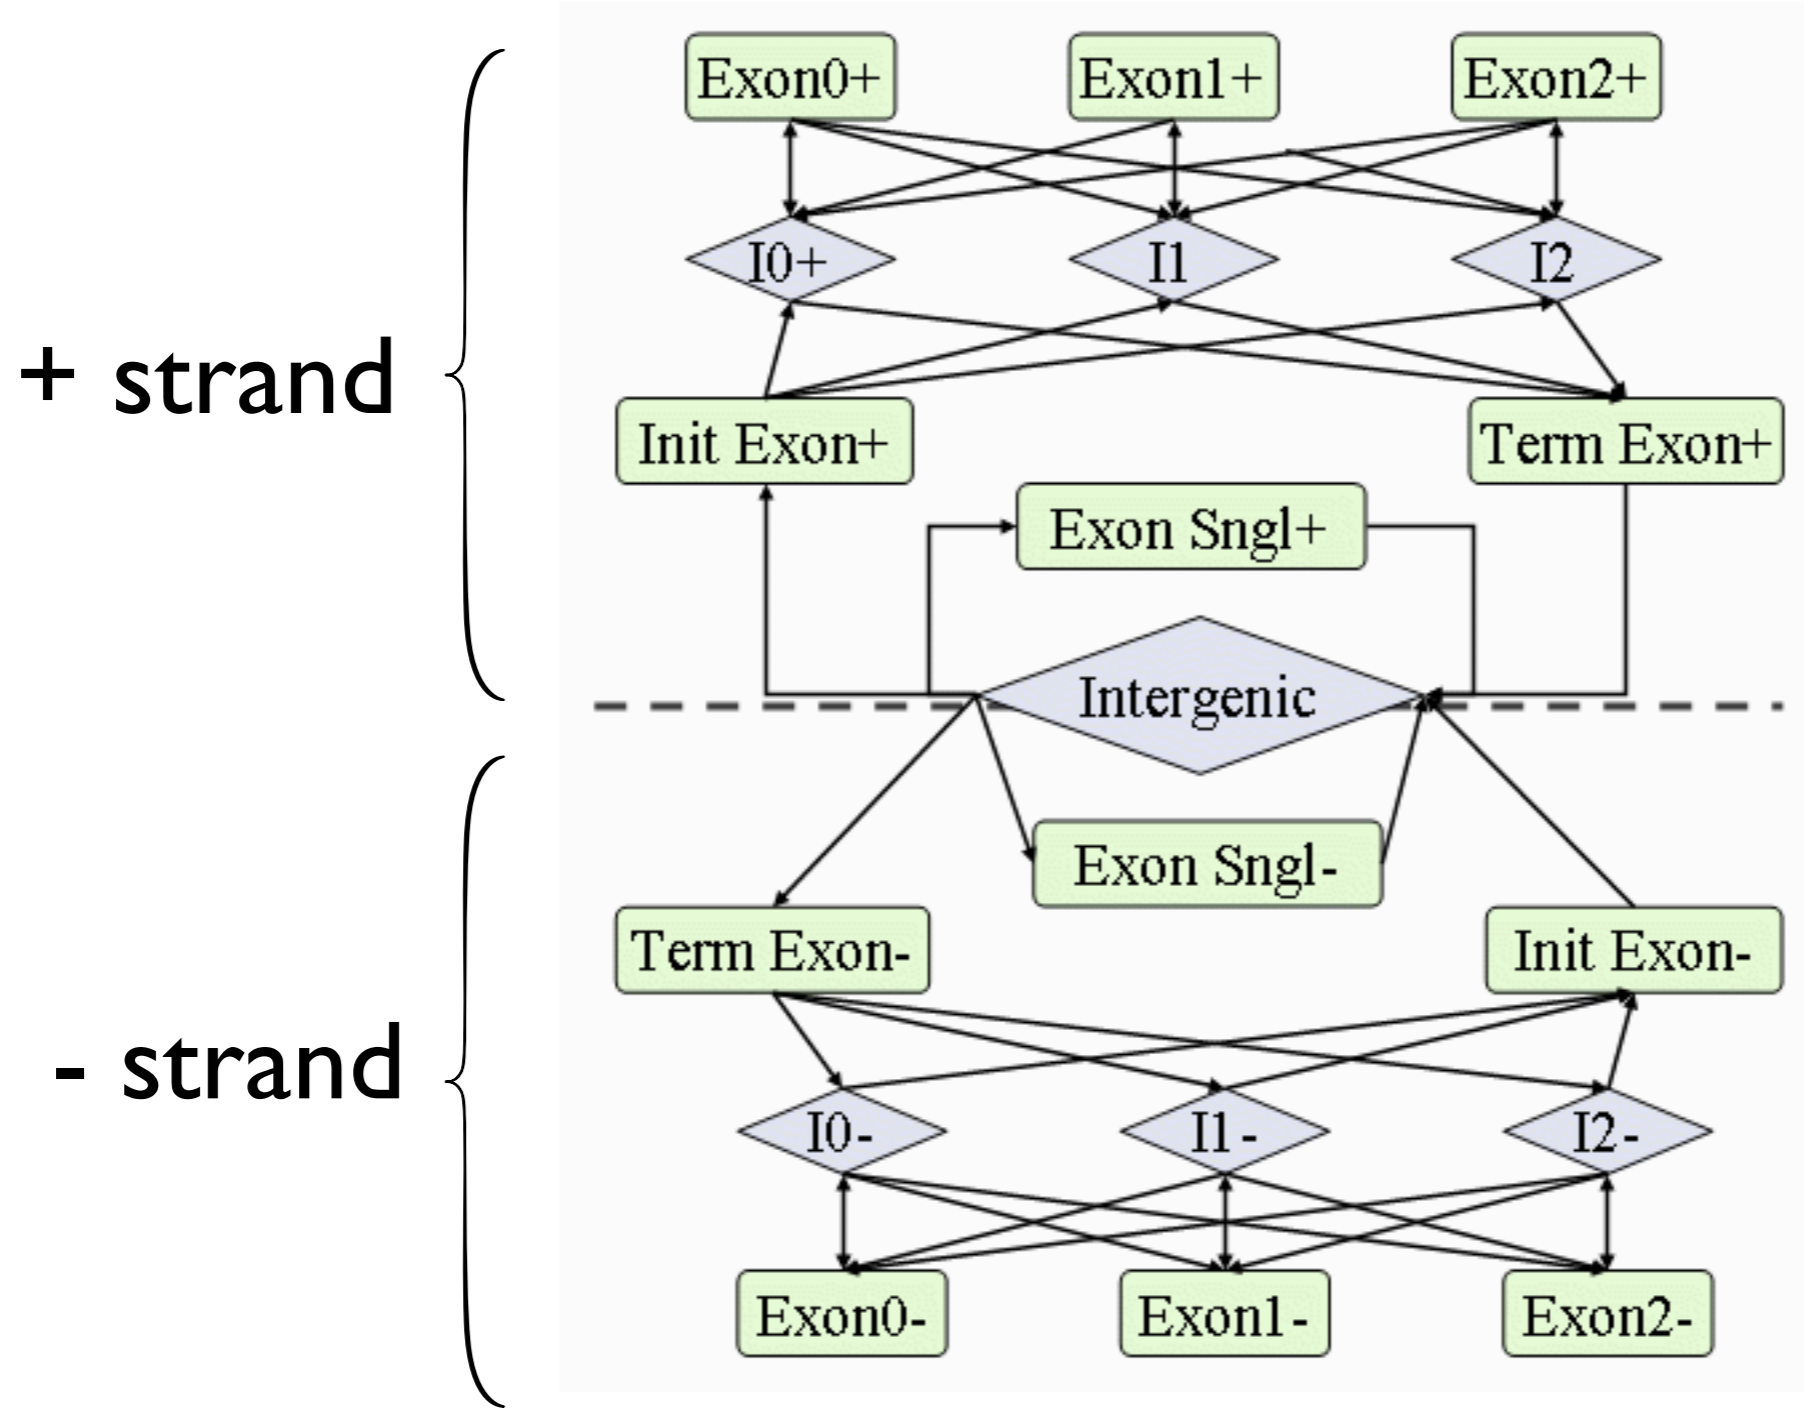 Exon0+ Exon1+ Exon2+
I0+ I1 I2
+ strand
Init Exon+ Term Exon+
Exon Sngl+
Intergenic
Exon Sngl-
Term Exon- Init Exon-
- strand
I0- I1- I2-
Exon0- Exon1- Exon2-